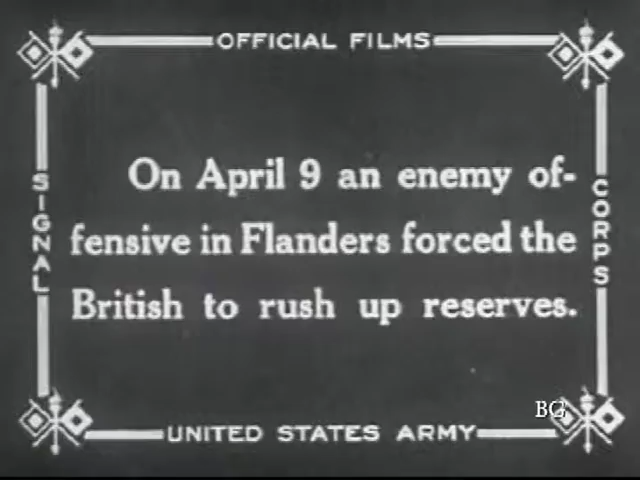 OFFICIAL FILMS
SIGNAL
CORPS
On April 9 an enemy of-
fensive in Flanders forced the
British to rush up reserves.
BG
UNITED STATES ARMY